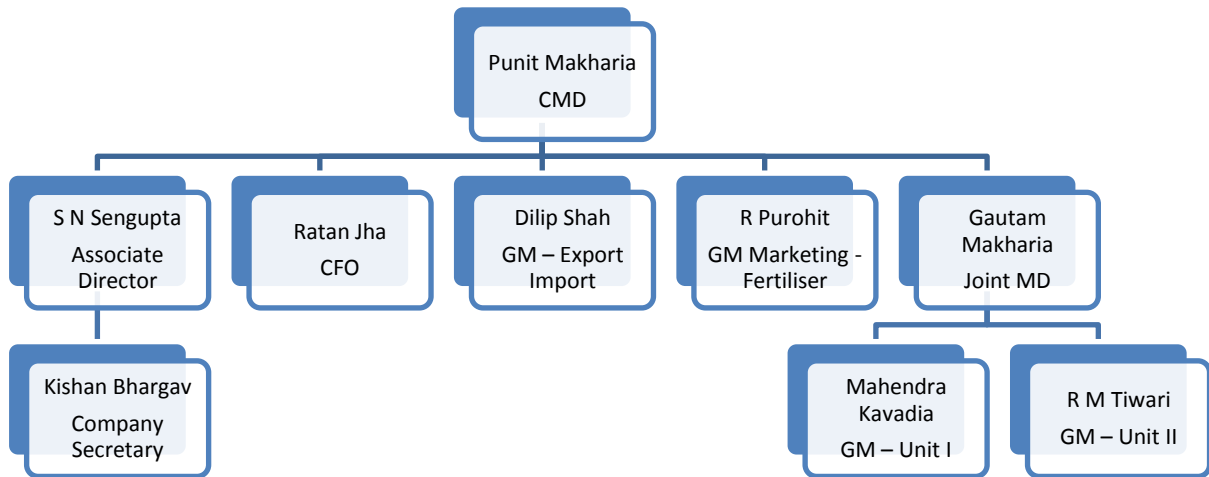 Punit Makharia
CMD
S N Sengupta
Associate
Director
Ratan Jha
CFO
Dilip Shah
GM – Export
Import
R Purohit
GM Marketing -
Fertiliser
Gautam
Makharia
Joint MD
Kishan Bhargav
Company
Secretary
Mahendra
Kavadia
GM – Unit I
R M Tiwari
GM – Unit II